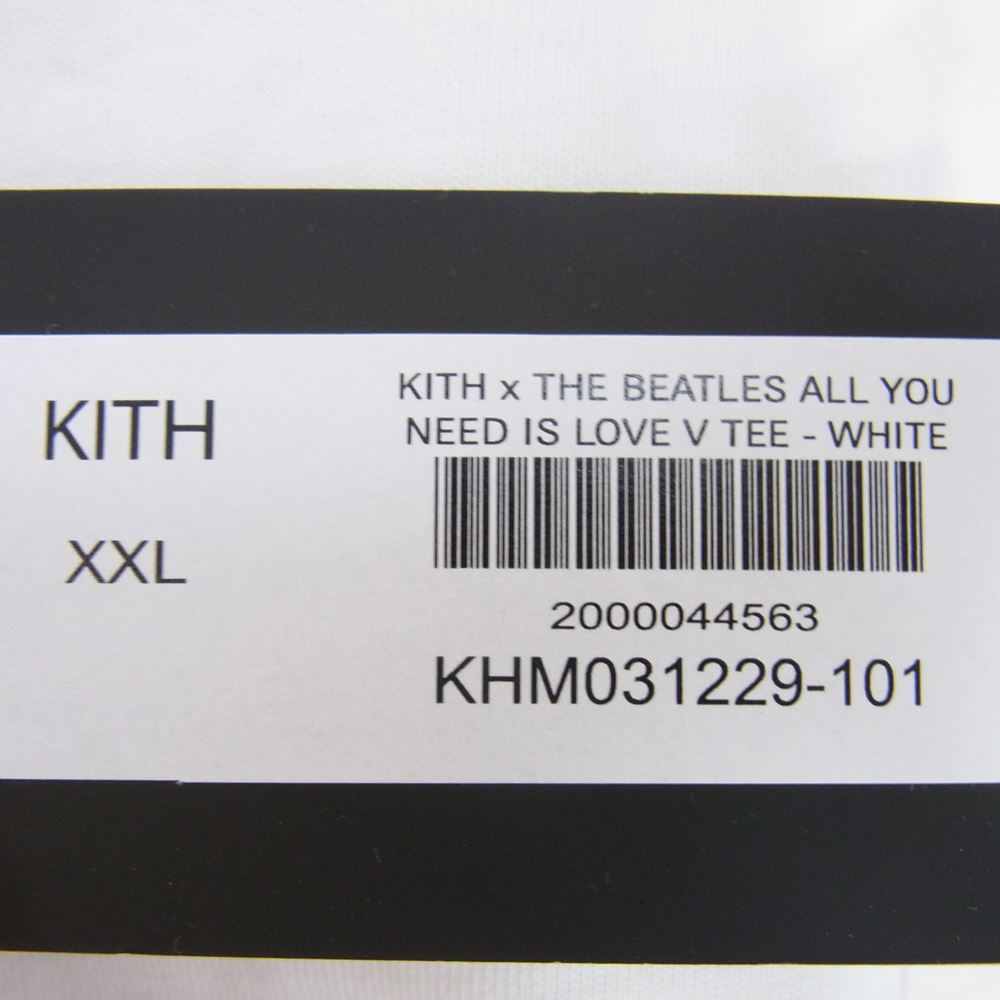 KITH
XXL
KITH x THE BEATLES ALL YOU
NEED IS LOVE V TEE - WHITE
2000044563
KHM031229-101